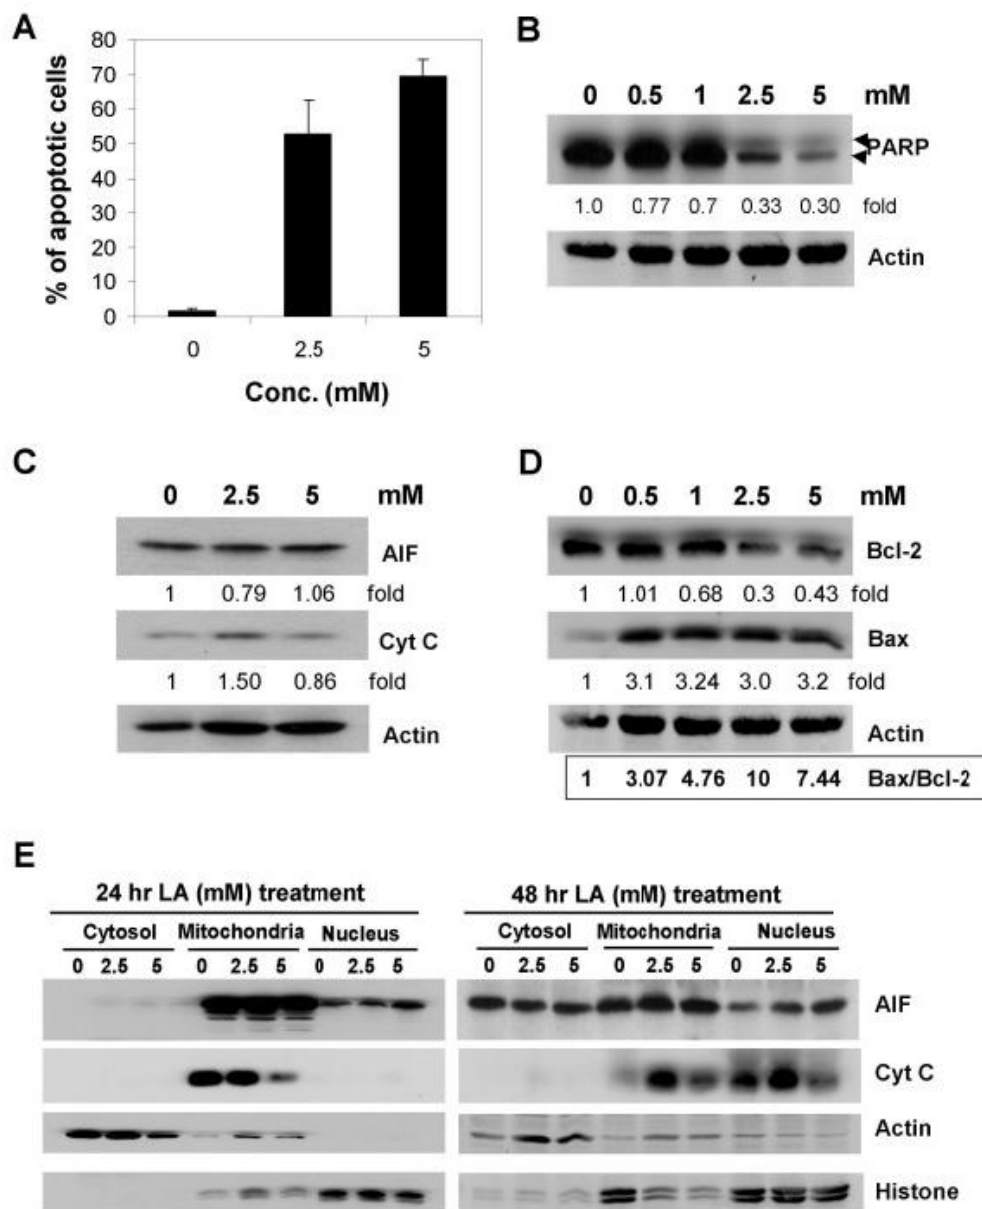 A
80
70
60
50
40
30
20
10
0
% of apoptotic cells
0 2.5 5
Conc. (mM)
B
0 0.5 1 2.5 5 mM
PARP
1.0 0.77 0.7 0.33 0.30 fold
Actin
C
0 2.5 5 mM
AIF
1 0.79 1.06 fold
Cyt C
1 1.50 0.86 fold
Actin
D
0 0.5 1 2.5 5 mM
Bcl-2
1 1.01 0.68 0.3 0.43 fold
Bax
1 3.1 3.24 3.0 3.2 fold
Actin
1 3.07 4.76 10 7.44 Bax/Bcl-2
E
24 hr LA (mM) treatment
Cytosol Mitochondria Nucleus
0 2.5 5 0 2.5 5 0 2.5 5
48 hr LA (mM) treatment
Cytosol Mitochondria Nucleus
0 2.5 5 0 2.5 5 0 2.5 5
AIF
Cyt C
Actin
Histone